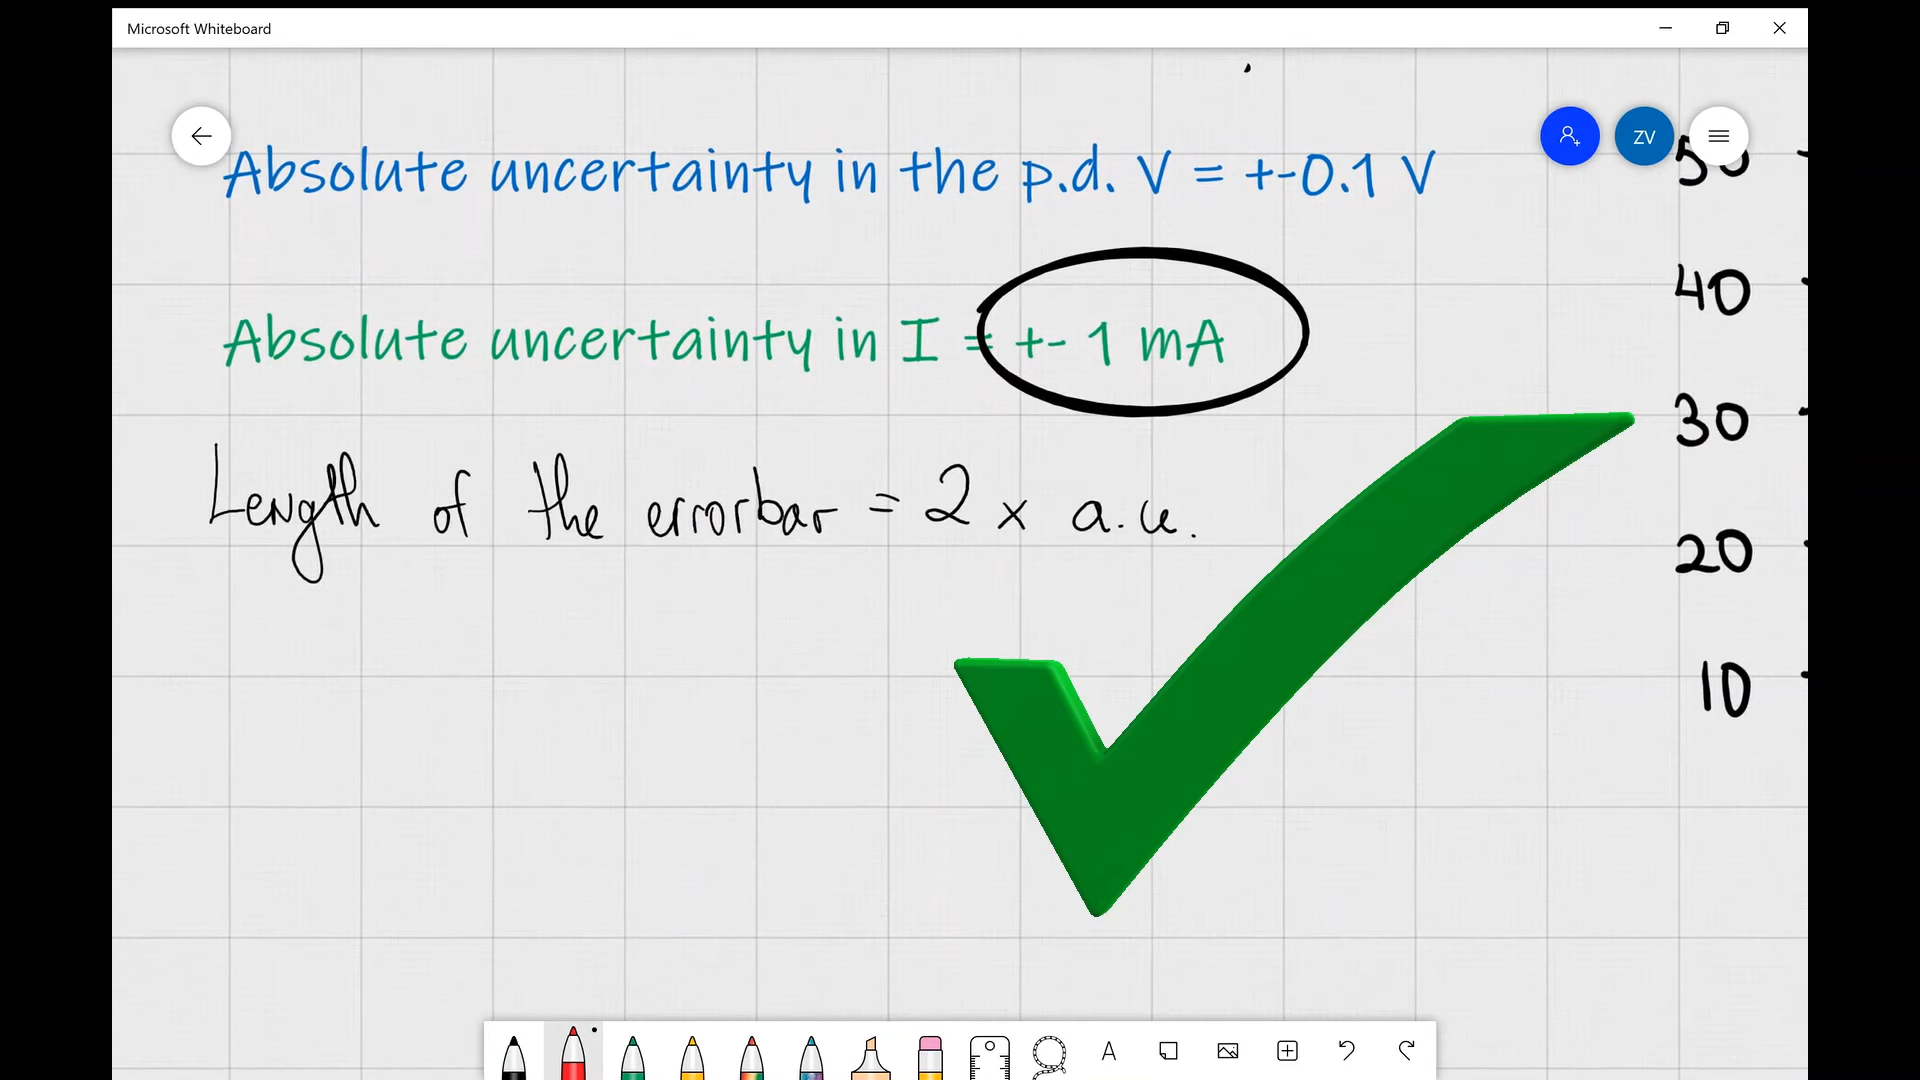 Microsoft Whiteboard
ZV
Absolute uncertainty in the p.d. V = +-0.1 V
50
40
Absolute uncertainty in I = +- 1 mA
30
Length of the errorbar = 2 x a.u.
20
10
A